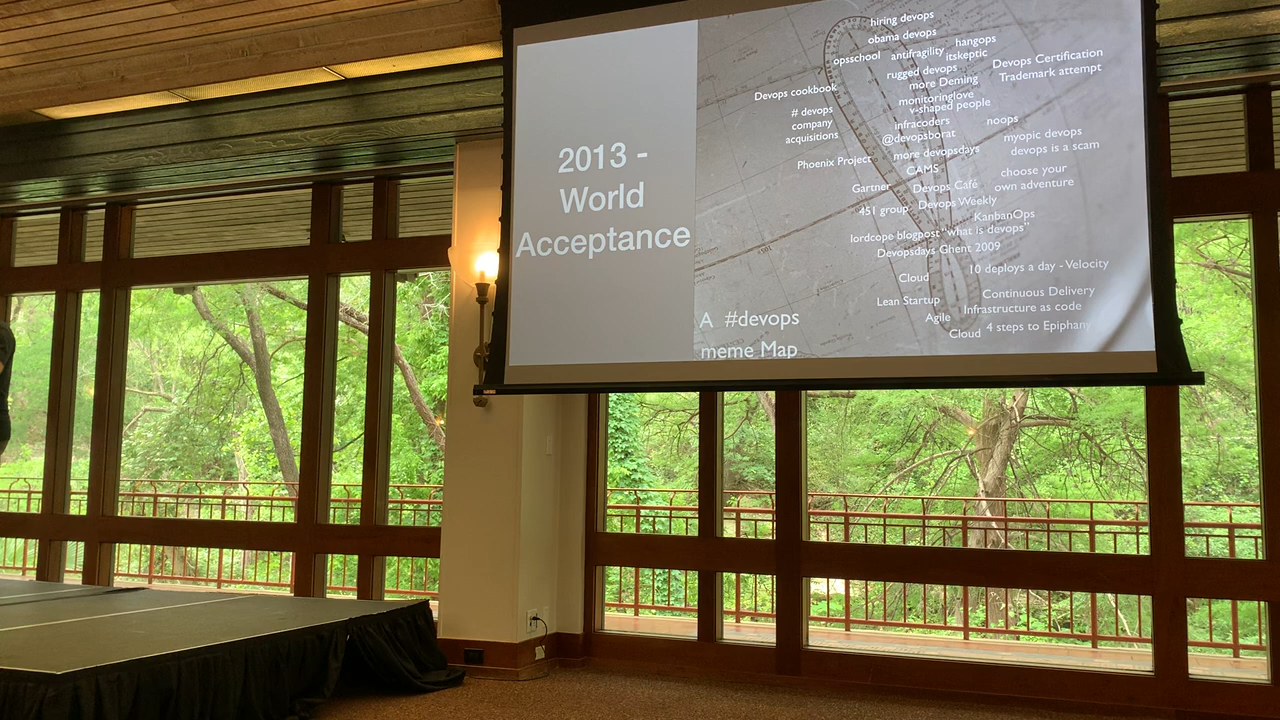 2013 -
World
Acceptance
hiring devops
obama devops
hangops
opsschool antifragility itskeptic
Devops Certification
Trademark attempt
rugged devops
more Deming
Devops cookbook
monitoringlove
v-shaped people
# devops
company
acquisitions
infracoders
noops
@devopsborat
myopic devops
devops is a scam
Phoenix Project
more devopsdays
CAMS
choose your
own adventure
Gartner
Devops Café
451 group
Devops Weekly
KanbanOps
lordcope blogpost "what is devops"
Devopsdays Ghent 2009
Cloud
10 deploys a day - Velocity
Lean Startup
Continuous Delivery
Infrastructure as code
Agile
Cloud
4 steps to Epiphany
A #devops
meme Map